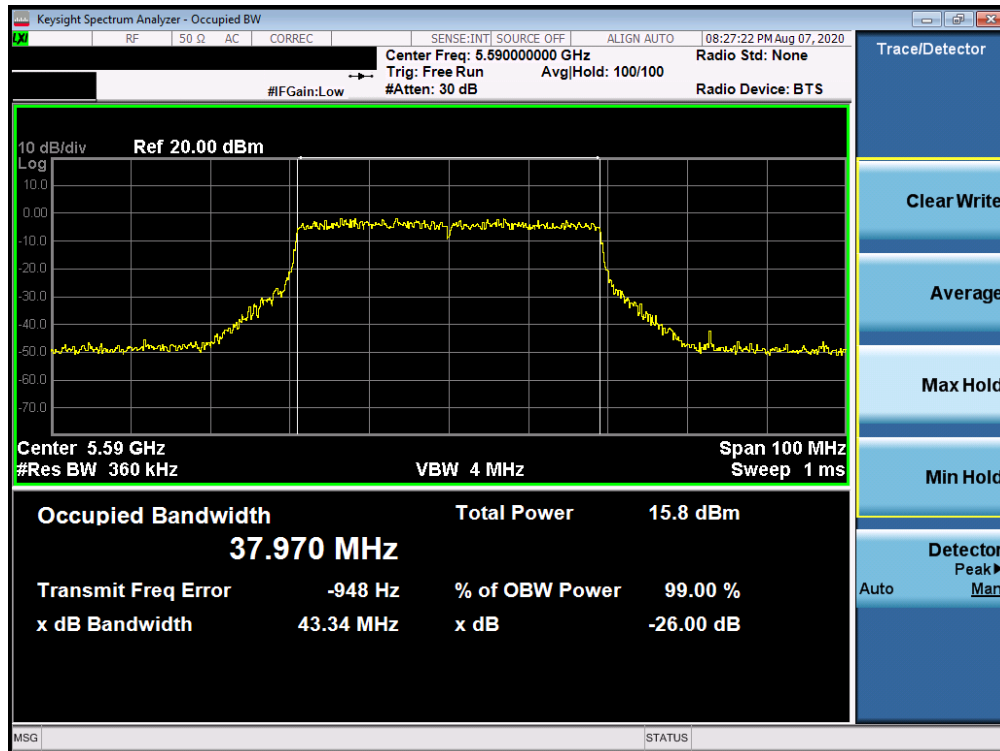 Keysight Spectrum Analyzer - Occupied BW
LXI RF 50 Ω AC CORREC SENSE:INT SOURCE OFF ALIGN AUTO 08:27:22 PM Aug 07, 2020
Center Freq: 5.590000000 GHz Radio Std: None
Trig: Free Run Avg|Hold: 100/100
#IFGain:Low #Atten: 30 dB Radio Device: BTS
10 dB/div Ref 20.00 dBm
Log
10.0
0.00
-10.0
-20.0
-30.0
-40.0
-50.0
-60.0
-70.0
Center 5.59 GHz Span 100 MHz
#Res BW 360 kHz VBW 4 MHz Sweep 1 ms
Occupied Bandwidth Total Power 15.8 dBm
37.970 MHz
Transmit Freq Error -948 Hz % of OBW Power 99.00 %
x dB Bandwidth 43.34 MHz x dB -26.00 dB
MSG STATUS
Trace/Detector
Clear Write
Average
Max Hold
Min Hold
Detector
Peak▶
Auto Man